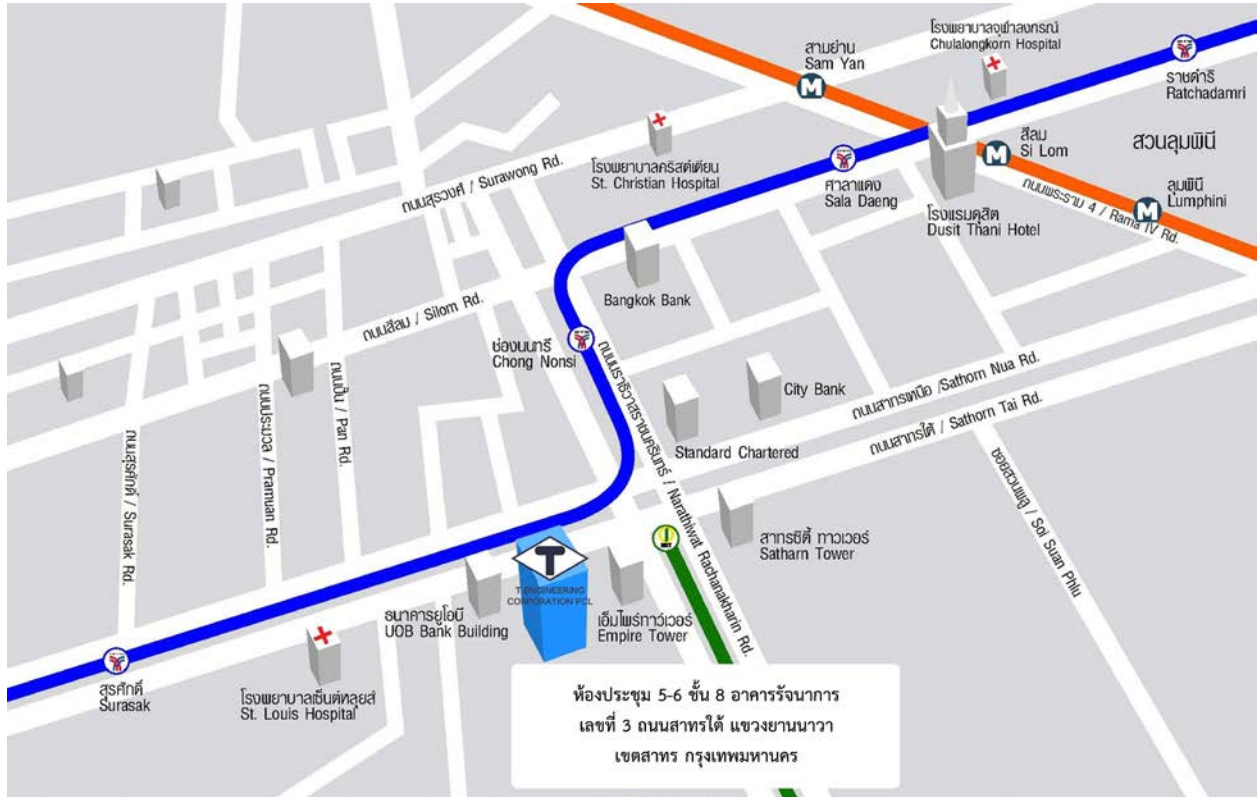 โรงพยาบาลจุฬาลงกรณ์
Chulalongkorn Hospital
สามย่าน
Sam Yan
M
ราชดำริ
Ratchadamri
สีลม
Si Lom
M
สวนลุมพินี
ลุมพินี
Lumphini
M
ถนนพระราม 4 / Rama IV Rd.
โรงพยาบาลคริสต์เตียน
St. Christian Hospital
ศาลาแดง
Sala Daeng
โรงแรมดุสิต
Dusit Thani Hotel
ถนนสุรวงศ์ / Surawong Rd.
Bangkok Bank
ถนนสีลม / Silom Rd.
ช่องนนทรี
Chong Nonsi
City Bank
Standard Chartered
ถนนสาทรเหนือ /Sathorn Nua Rd.
ถนนสาทรใต้ / Sathorn Tai Rd.
ถนนสุรศักดิ์ / Surasak Rd.
ถนนประมวล / Pramuan Rd.
ถนนปั้น / Pan Rd.
ถนนนราธิวาสราชนครินทร์ / Narathiwat Rachanakharin Rd.
ซอยสวนพลู / Soi Suan Phlu
สาทรซิตี้ ทาวเวอร์
Satharn Tower
T
T.ENGINEERING
CORPORATION PCL
ธนาคารยูโอบี
UOB Bank Building
เอ็มไพร์ทาว์เวอร์
Empire Tower
สุรศักดิ์
Surasak
โรงพยาบาลเซ็นต์หลุยส์
St. Louis Hospital
ห้องประชุม 5-6 ชั้น 8 อาคารรัจนาการ
เลขที่ 3 ถนนสาทรใต้ แขวงยานนาวา
เขตสาทร กรุงเทพมหานคร